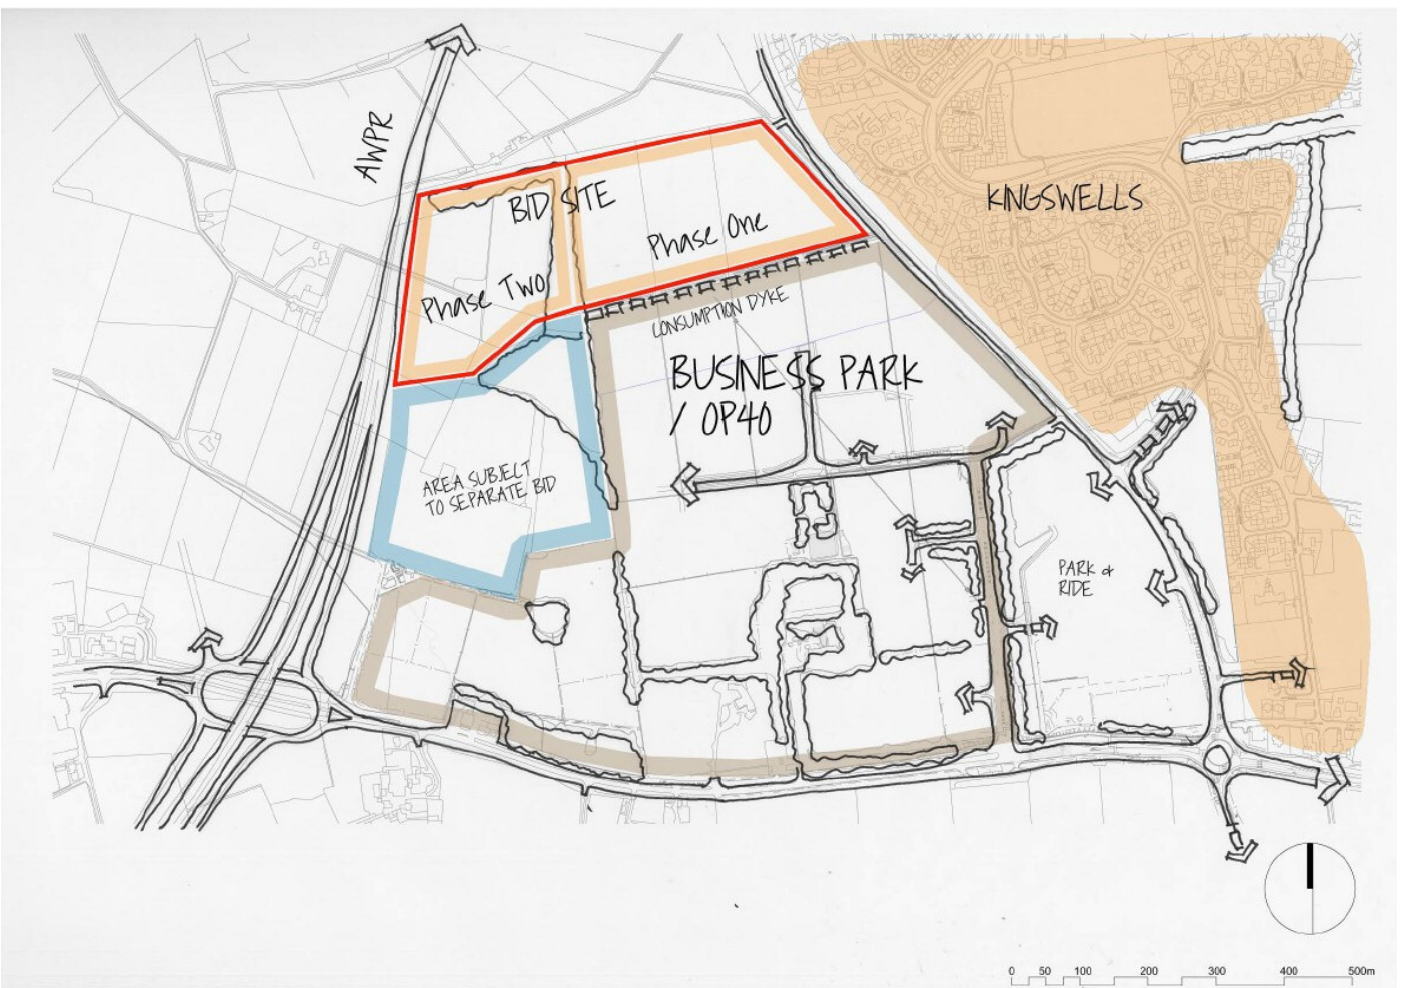 AWPR
BID SITE
KINGSWELLS
Phase One
Phase Two
CONSUMPTION DYKE
BUSINESS PARK
/ OP40
AREA SUBJECT
TO SEPARATE BID
PARK &
RIDE
0 50 100 200 300 400 500m